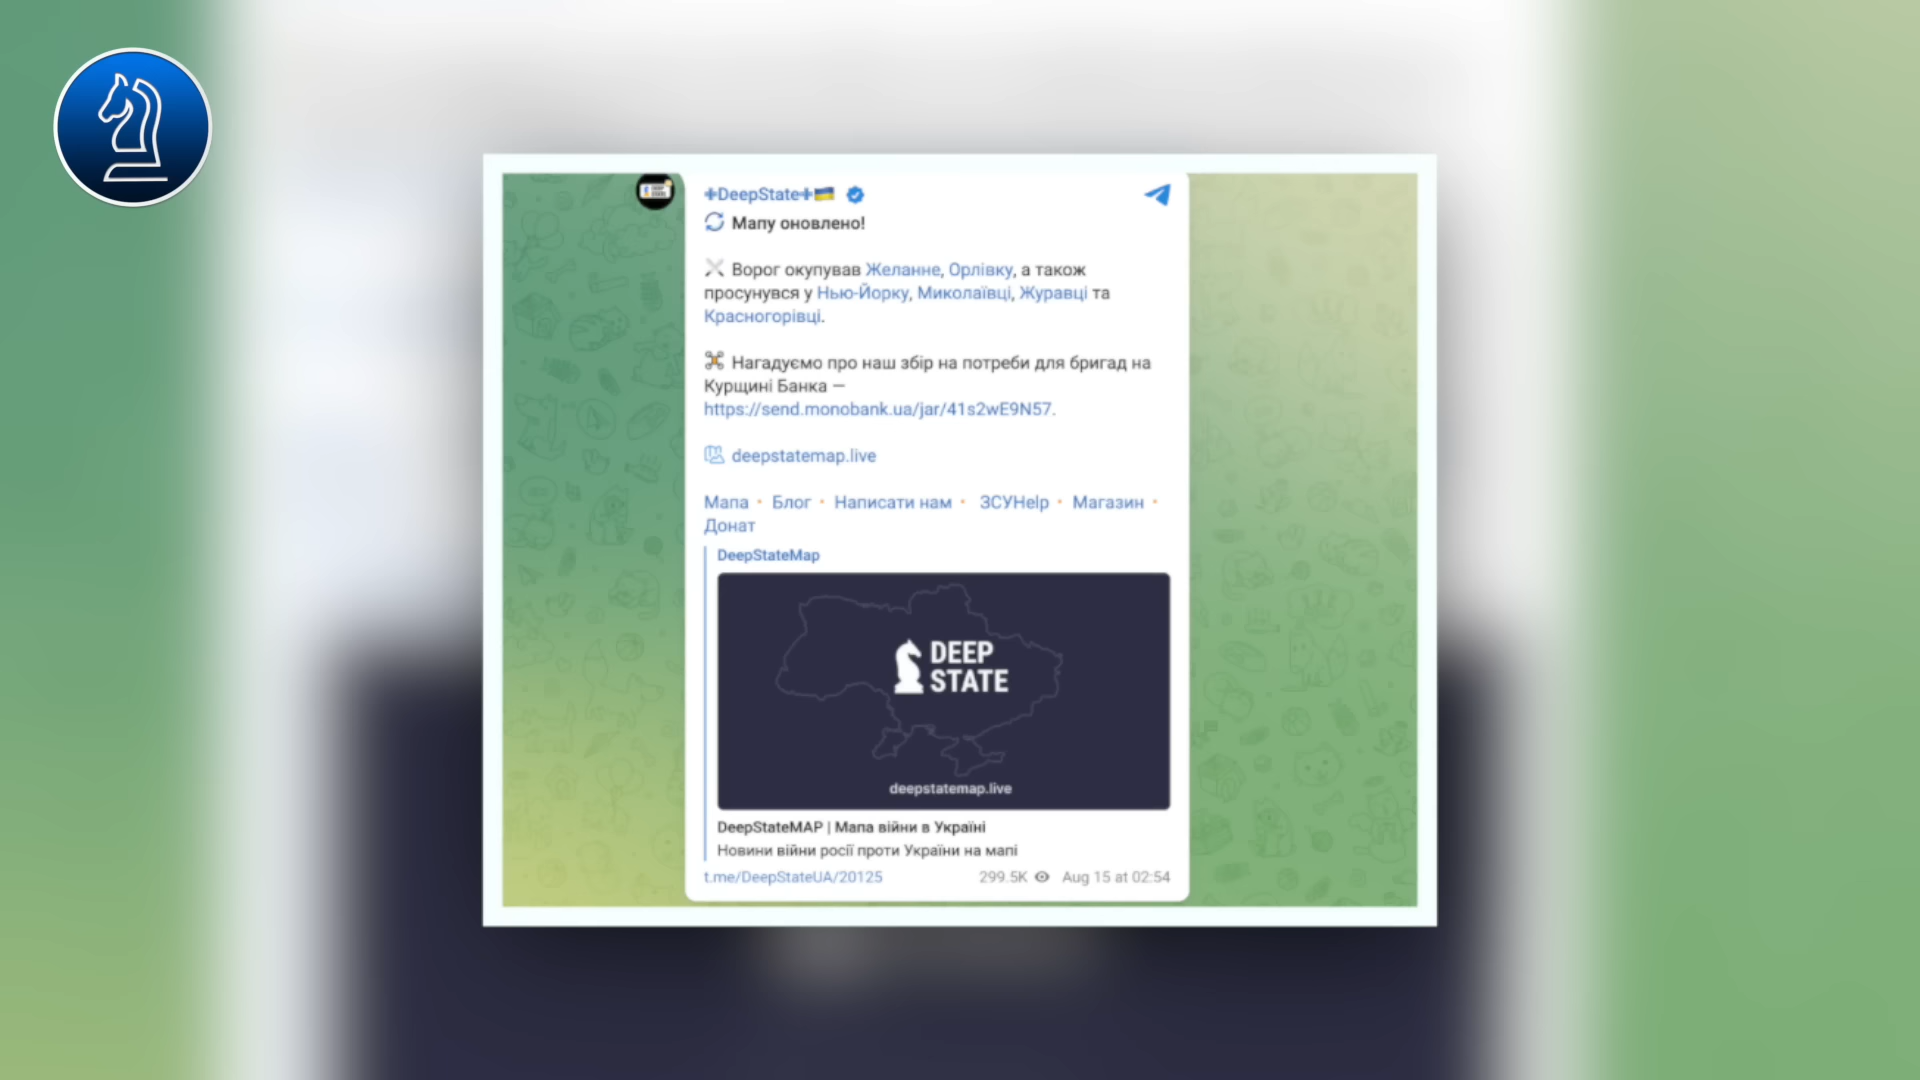 DeepState
Мапу оновлено!
Ворог окупував Желанне, Орлівку, а також
просунувся у Нью-Йорку, Миколаївці, Журавці та
Красногорівці.
Нагадуємо про наш збір на потреби для бригад на
Курщині Банка —
https://send.monobank.ua/jar/41s2wE9N57.
deepstatemap.live
Мапа · Блог · Написати нам · ЗСУHelp · Магазин ·
Донат
DeepStateMap
DEEP
STATE
deepstatemap.live
DeepStateMAP | Мапа війни в Україні
Новини війни росії проти України на мапі
t.me/DeepStateUA/20125 299.5K Aug 15 at 02:54